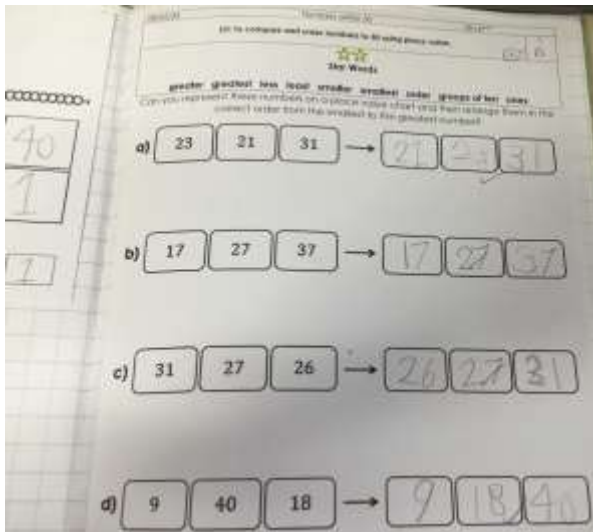 LO: to compare and order numbers to 40 using place value.
Star Words
greater greatest less least smaller smallest order groups of ten ones
Can you represent these numbers on a place value chart and then arrange them in the
correct order from the smallest to the greatest number?
40
1
1
a) 23 21 31 → 21 23 31
b) 17 27 37 → 17 27 37
c) 31 27 26 → 26 27 31
d) 9 40 18 → 9 18 40